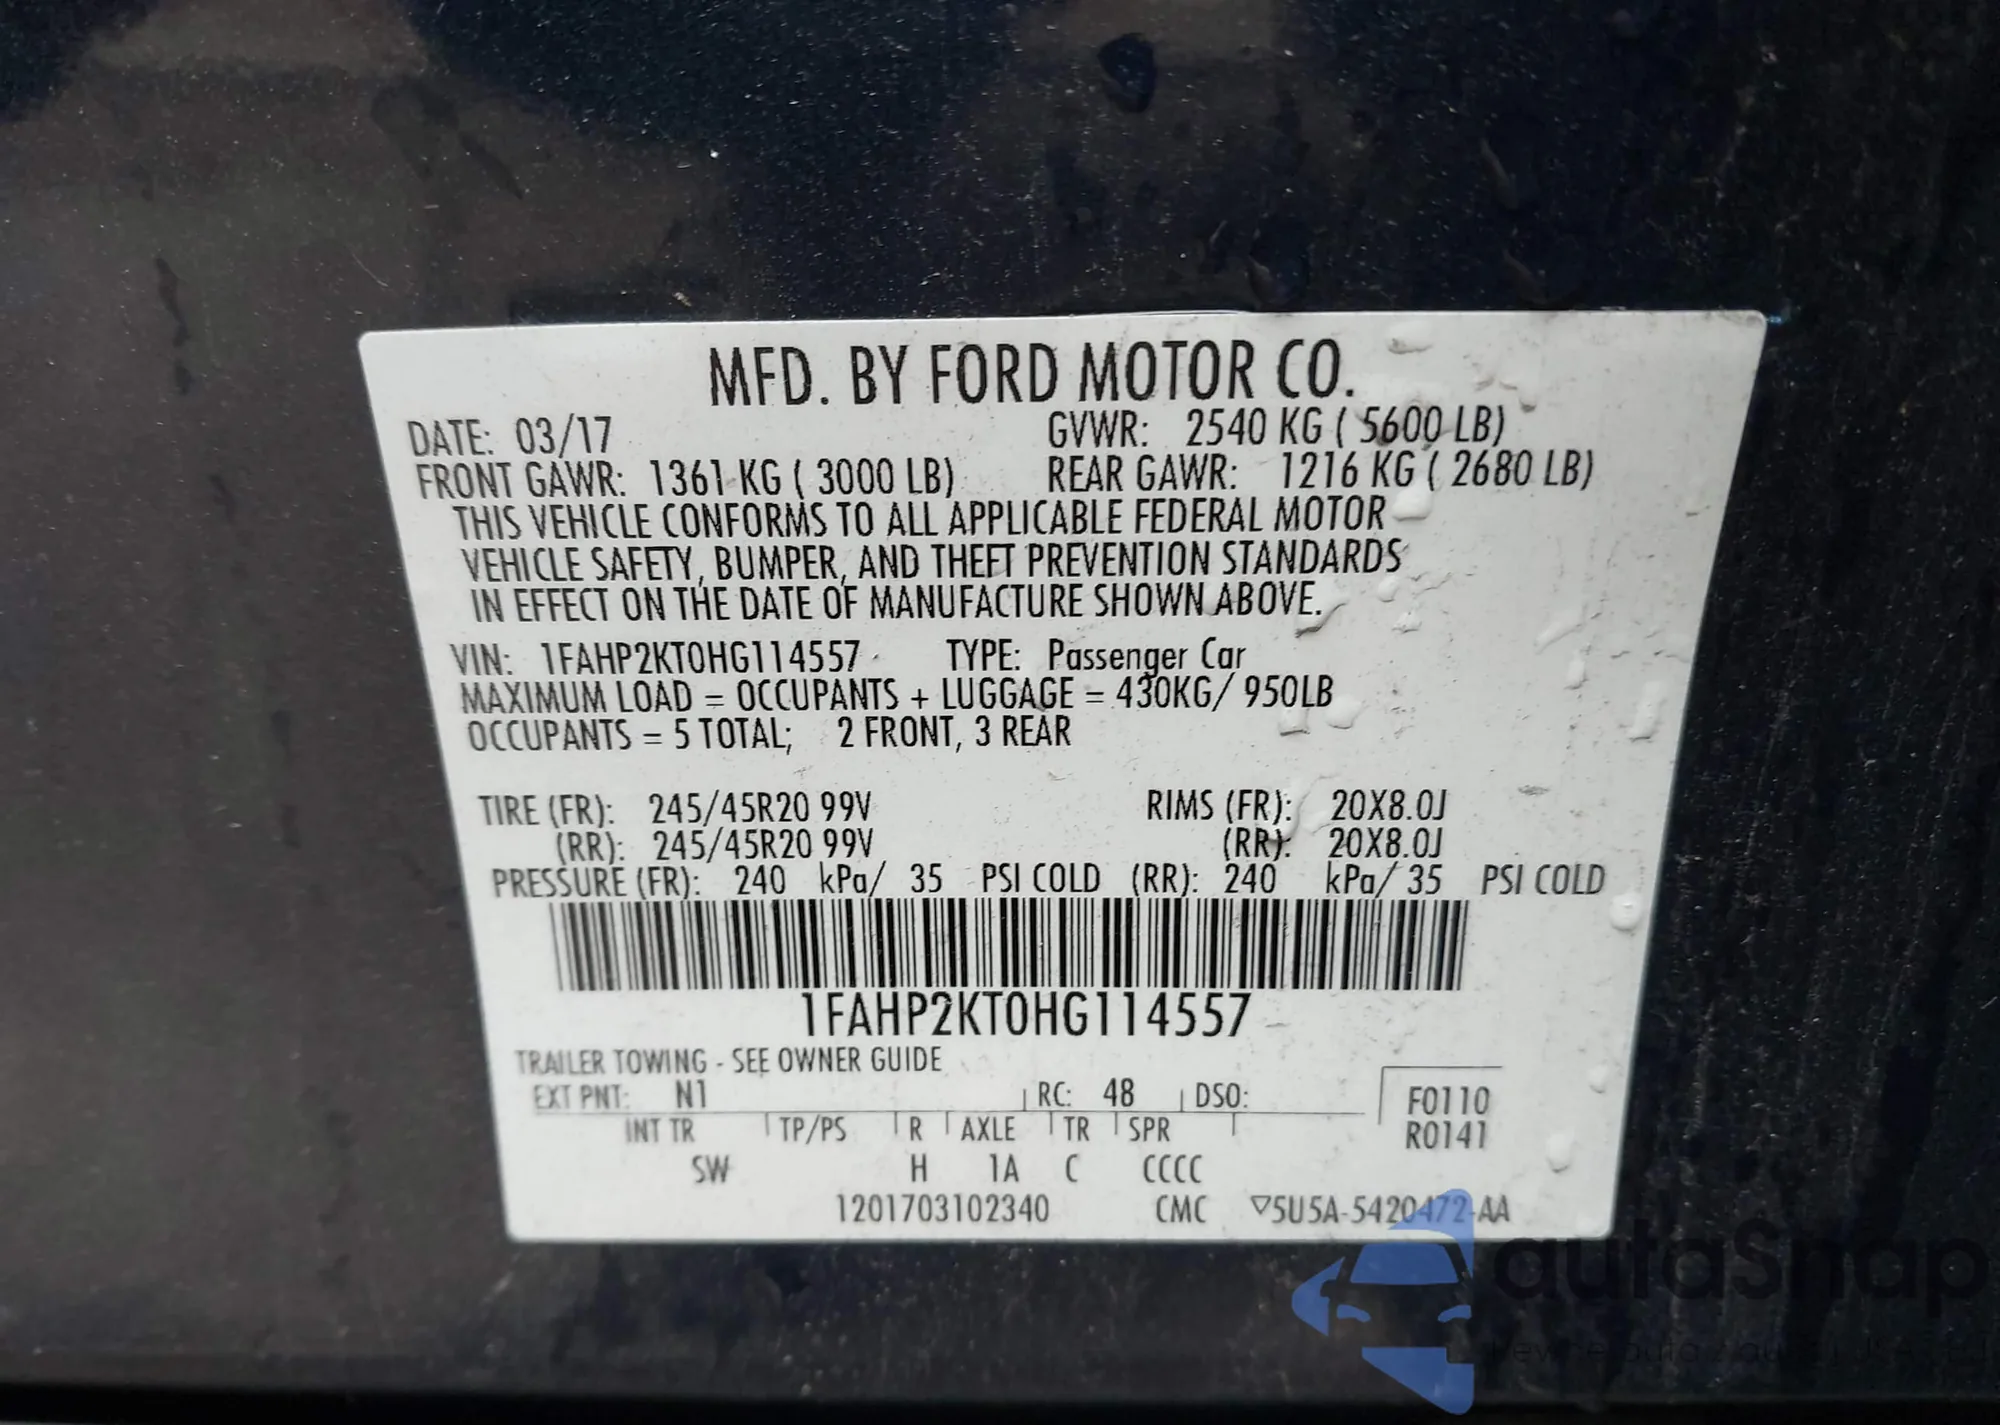 MFD. BY FORD MOTOR CO.
DATE: 03/17 GVWR: 2540 KG ( 5600 LB)
FRONT GAWR: 1361 KG ( 3000 LB) REAR GAWR: 1216 KG ( 2680 LB)
THIS VEHICLE CONFORMS TO ALL APPLICABLE FEDERAL MOTOR
VEHICLE SAFETY, BUMPER, AND THEFT PREVENTION STANDARDS
IN EFFECT ON THE DATE OF MANUFACTURE SHOWN ABOVE.
VIN: 1FAHP2KT0HG114557 TYPE: Passenger Car
MAXIMUM LOAD = OCCUPANTS + LUGGAGE = 430KG/ 950LB
OCCUPANTS = 5 TOTAL; 2 FRONT, 3 REAR
TIRE (FR): 245/45R20 99V RIMS (FR): 20X8.0J
(RR): 245/45R20 99V (RR): 20X8.0J
PRESSURE (FR): 240 kPa/ 35 PSI COLD (RR): 240 kPa/ 35 PSI COLD
1FAHP2KT0HG114557
TRAILER TOWING - SEE OWNER GUIDE
EXT PNT: N1 RC: 48 DSO: F0110
INT TR TP/PS R AXLE TR SPR R0141
SW H 1A C CCCC
1201703102340 CMC ▽5U5A-5420472-AA
autoSnap